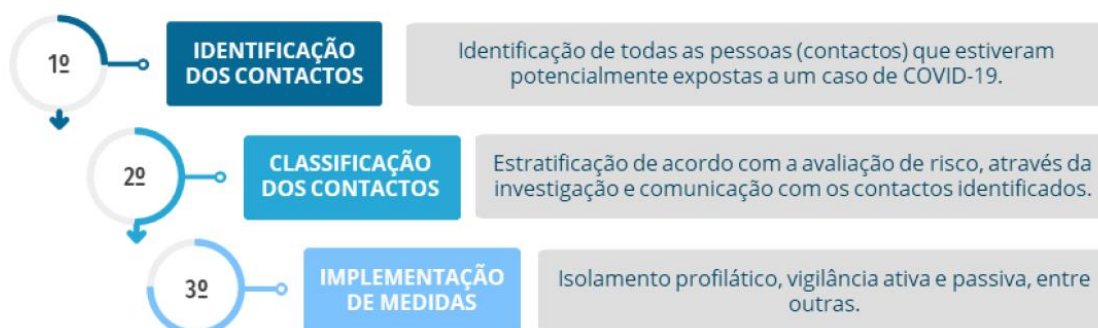 1º
IDENTIFICAÇÃO
DOS CONTACTOS
Identificação de todas as pessoas (contactos) que estiveram
potencialmente expostas a um caso de COVID-19.
2º
CLASSIFICAÇÃO
DOS CONTACTOS
Estratificação de acordo com a avaliação de risco, através da
investigação e comunicação com os contactos identificados.
3º
IMPLEMENTAÇÃO
DE MEDIDAS
Isolamento profilático, vigilância ativa e passiva, entre
outras.